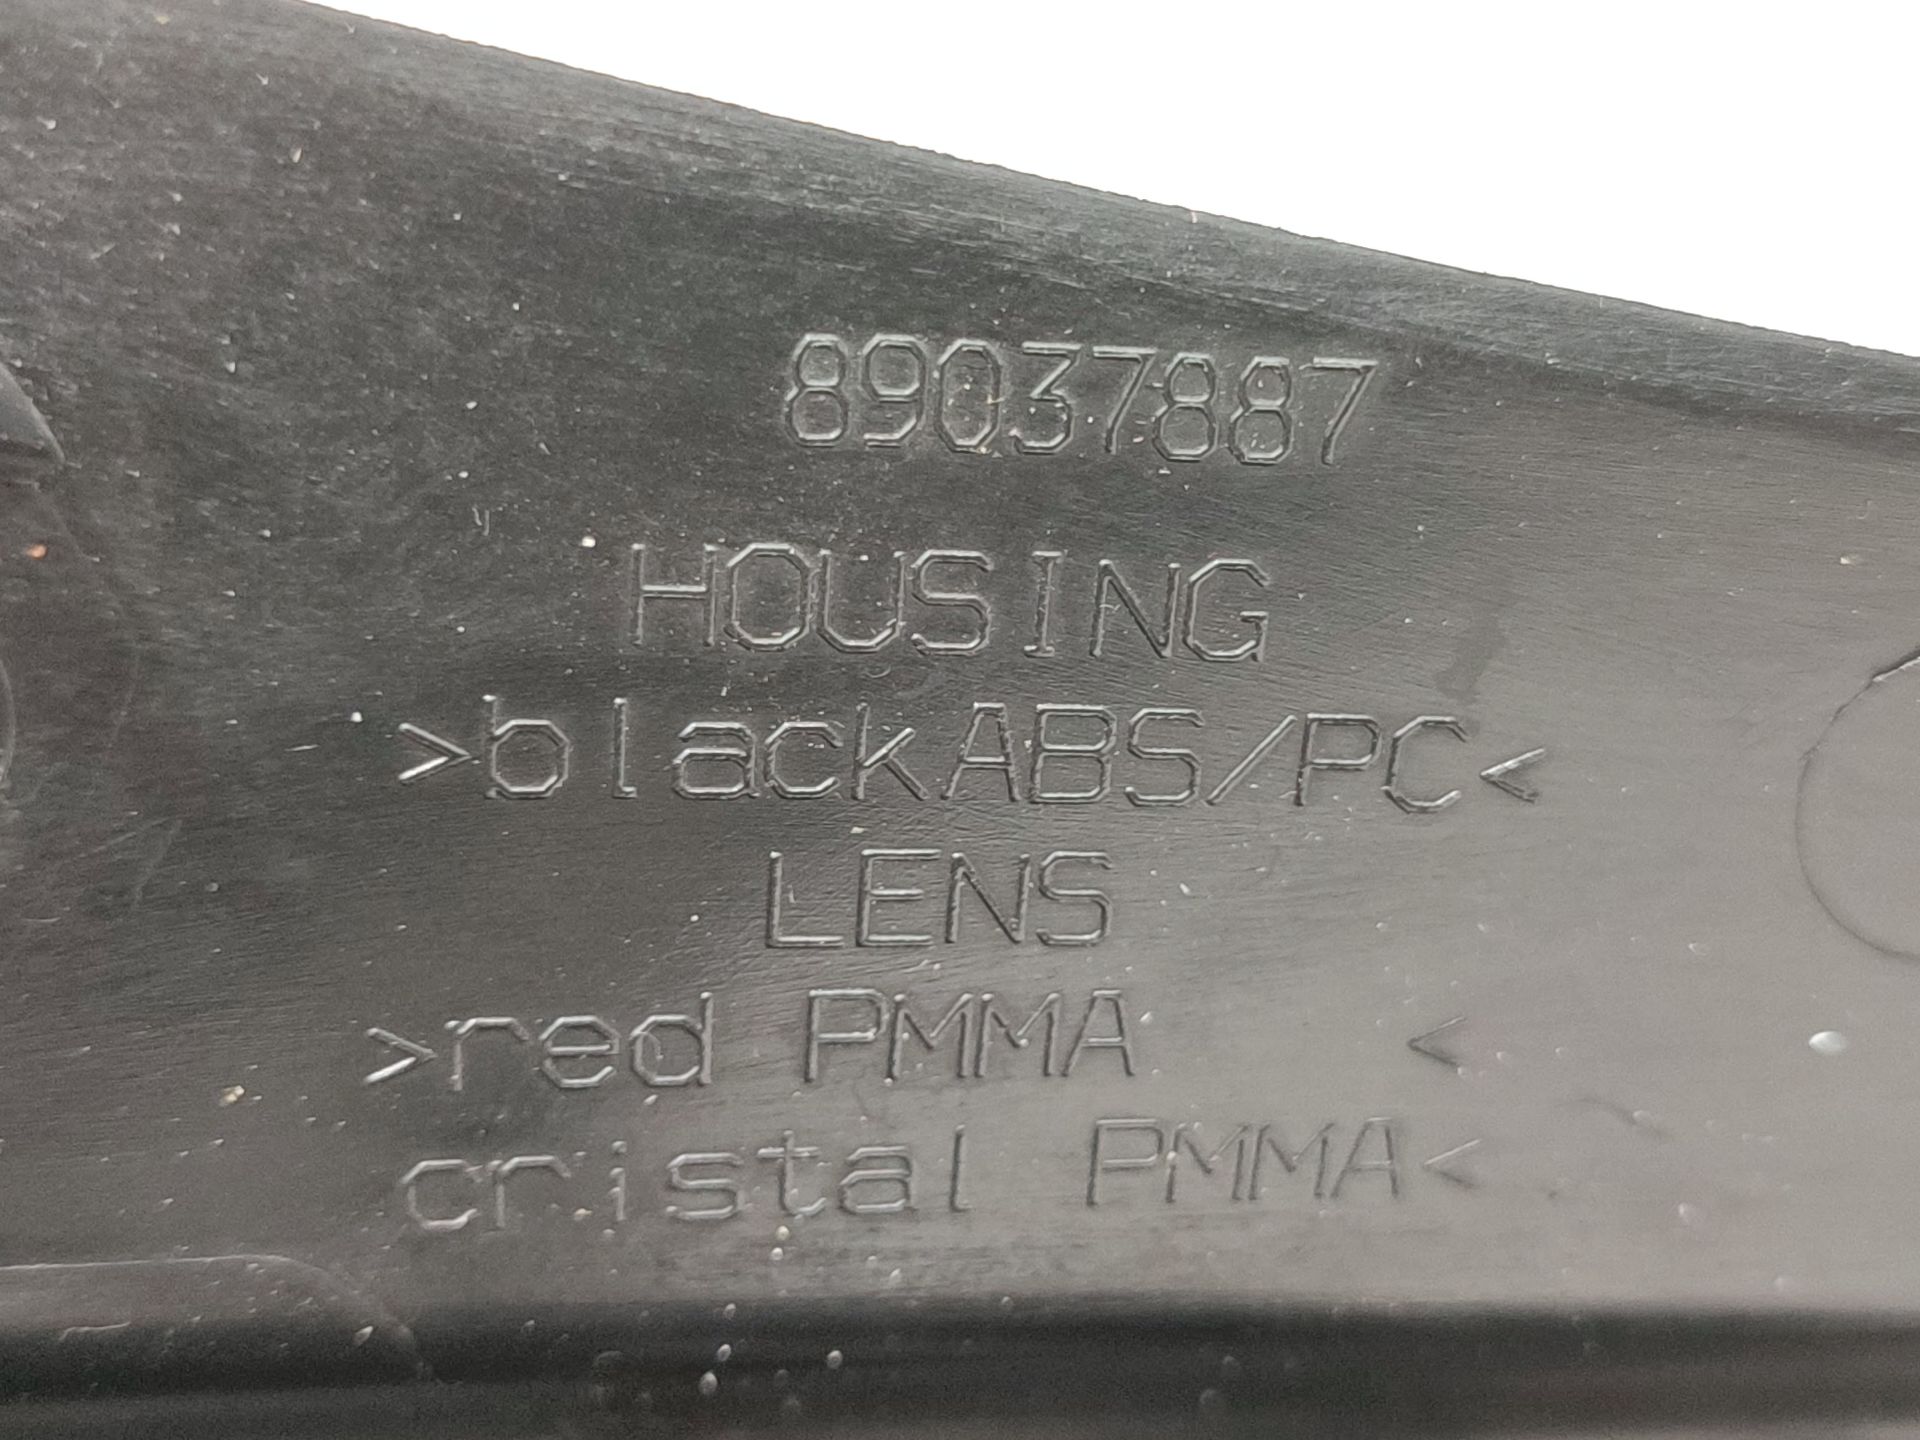 89037887
HOUSING
>blackABS/PC<
LENS
>red PMMA <
cristal PMMA<